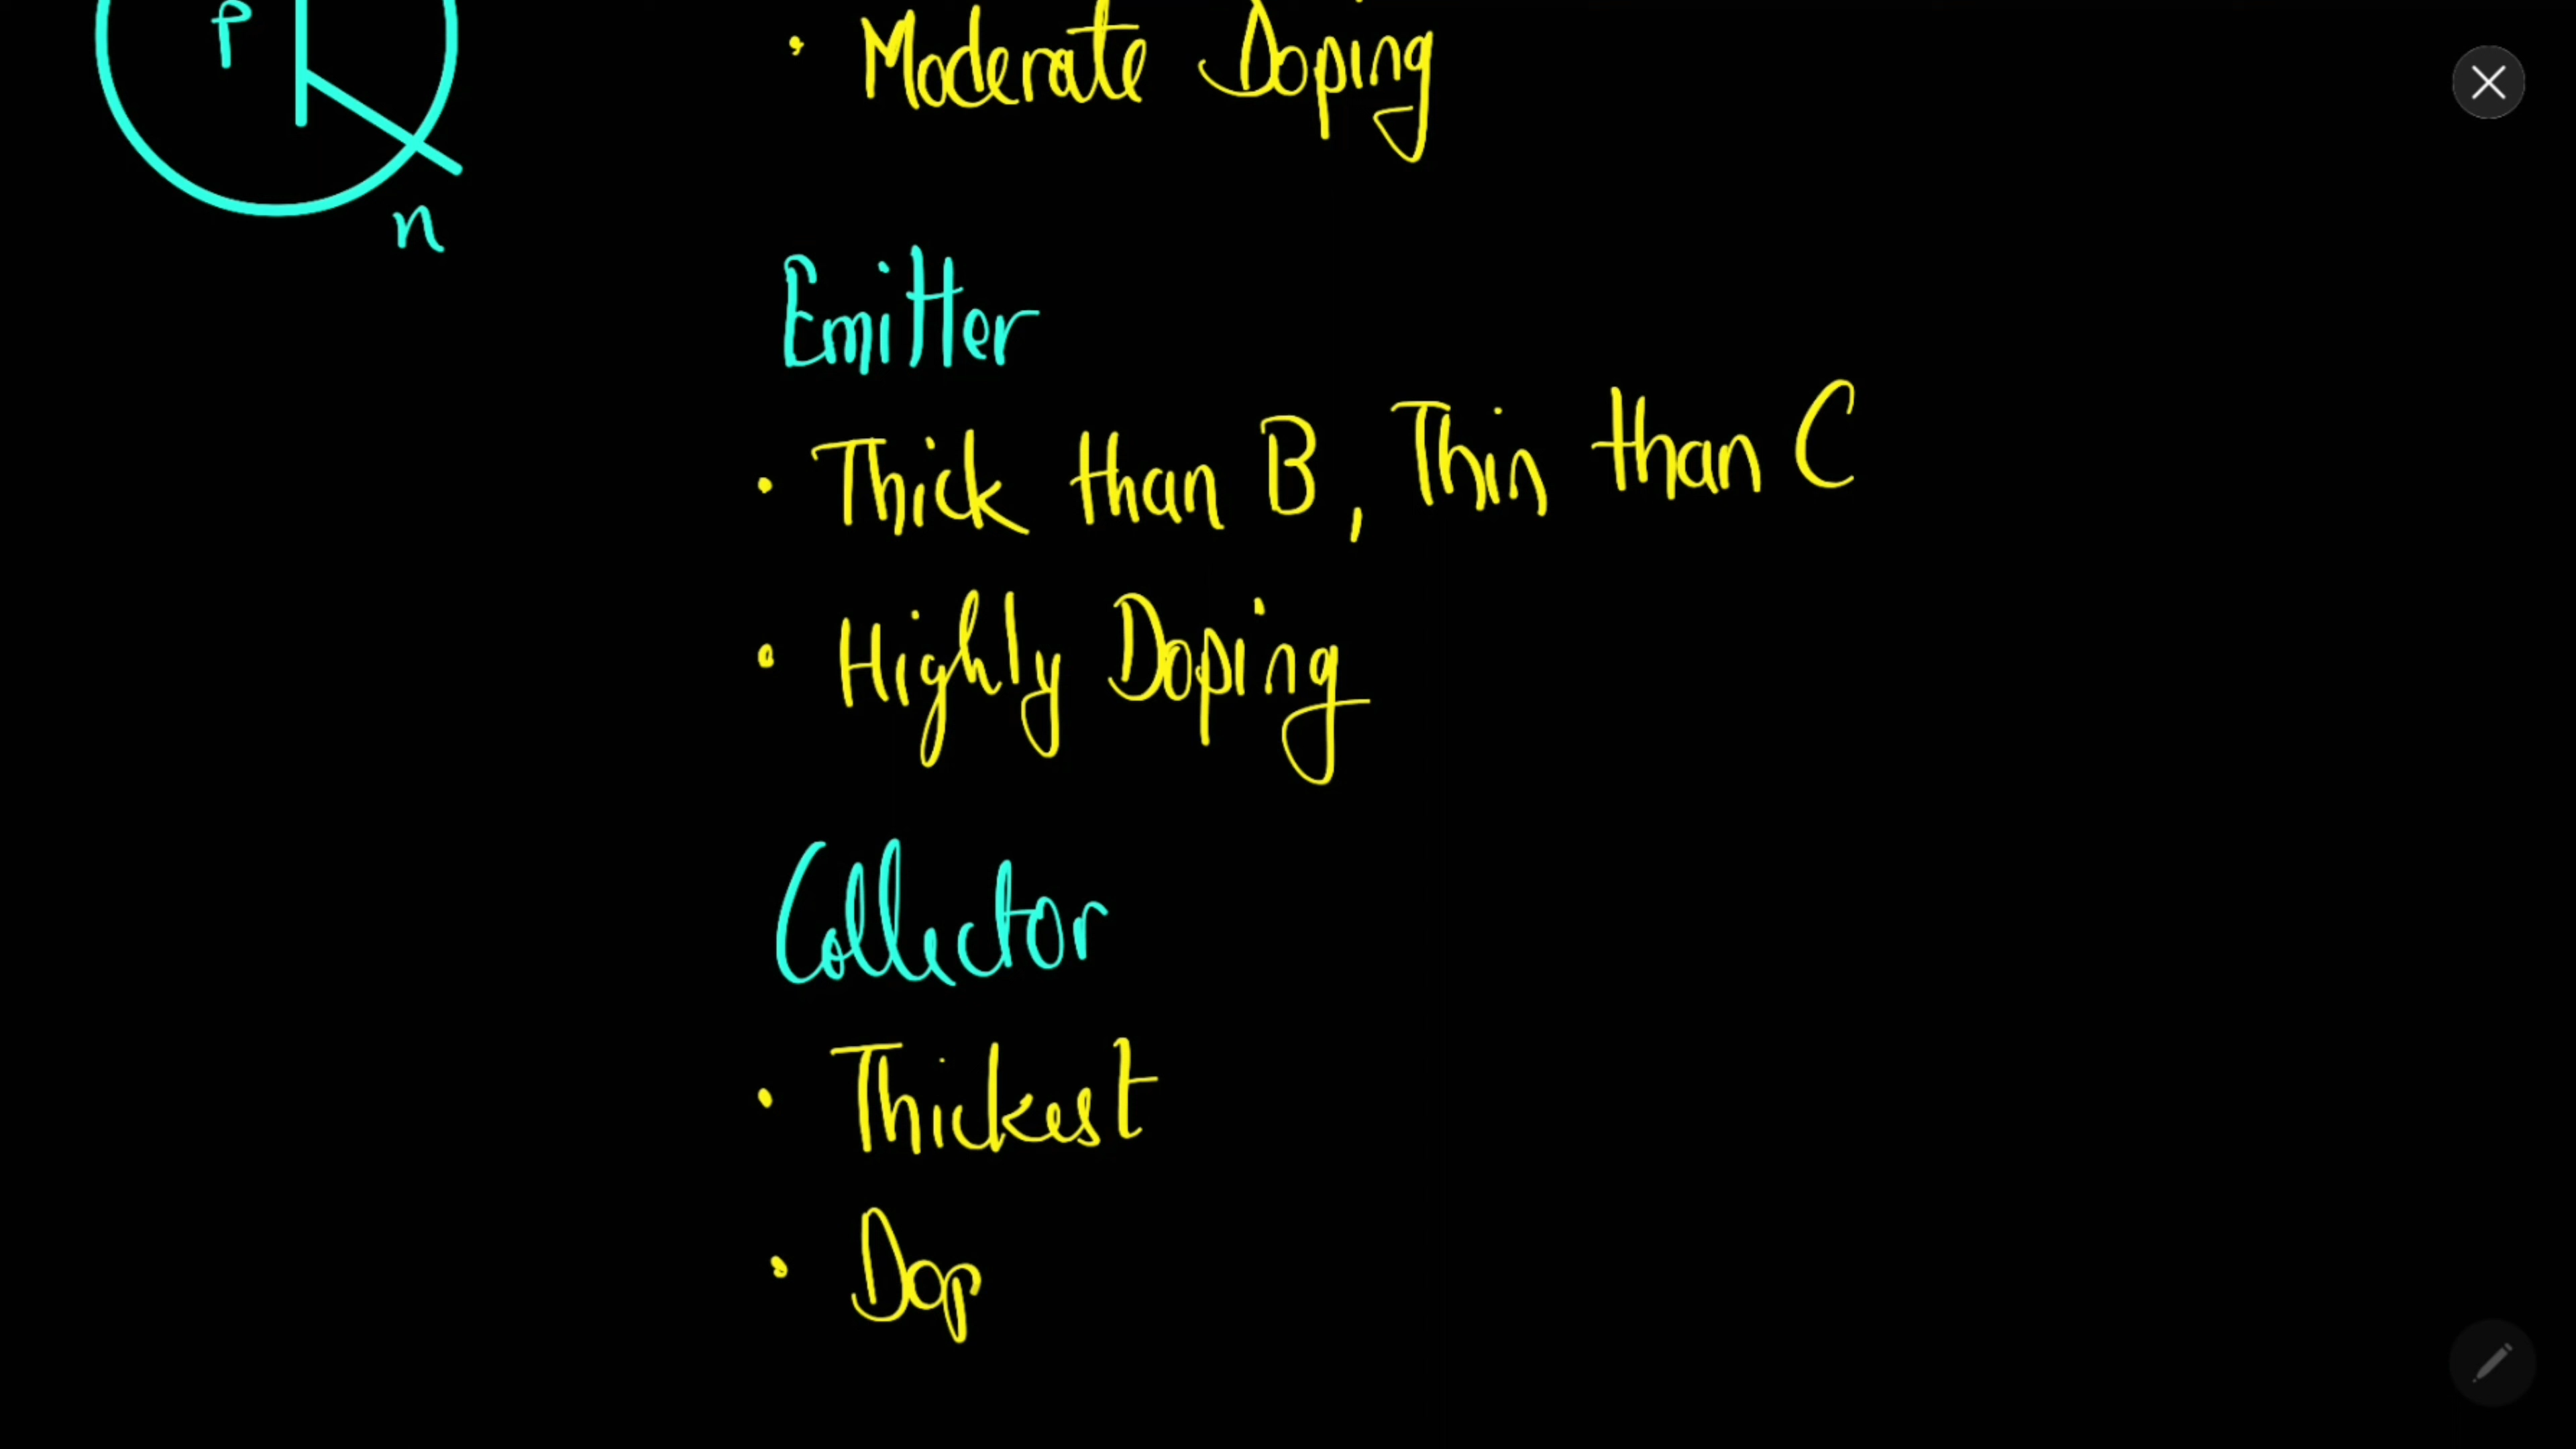 P
• Moderate Doping
n
Emitter
• Thick than B, Thin than C
• Highly Doping
Collector
• Thickest
• Dop